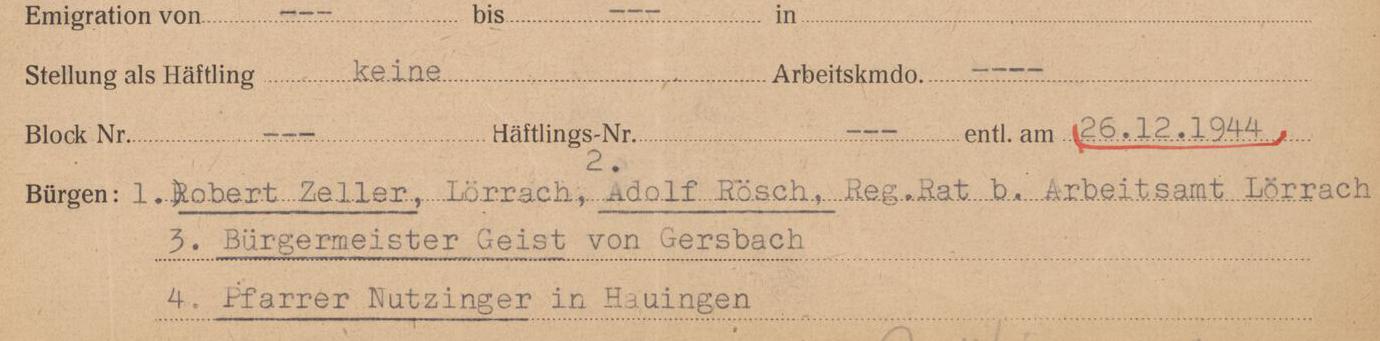 Emigration von --- bis --- in
Stellung als Häftling keine Arbeitskmdo. ----
Block Nr. --- Häftlings-Nr. --- entl. am 26.12.1944
2.
Bürgen: 1. Robert Zeller, Lörrach, Adolf Rösch, Reg.Rat b. Arbeitsamt Lörrach
3. Bürgermeister Geist von Gersbach
4. Pfarrer Nutzinger in Hauingen